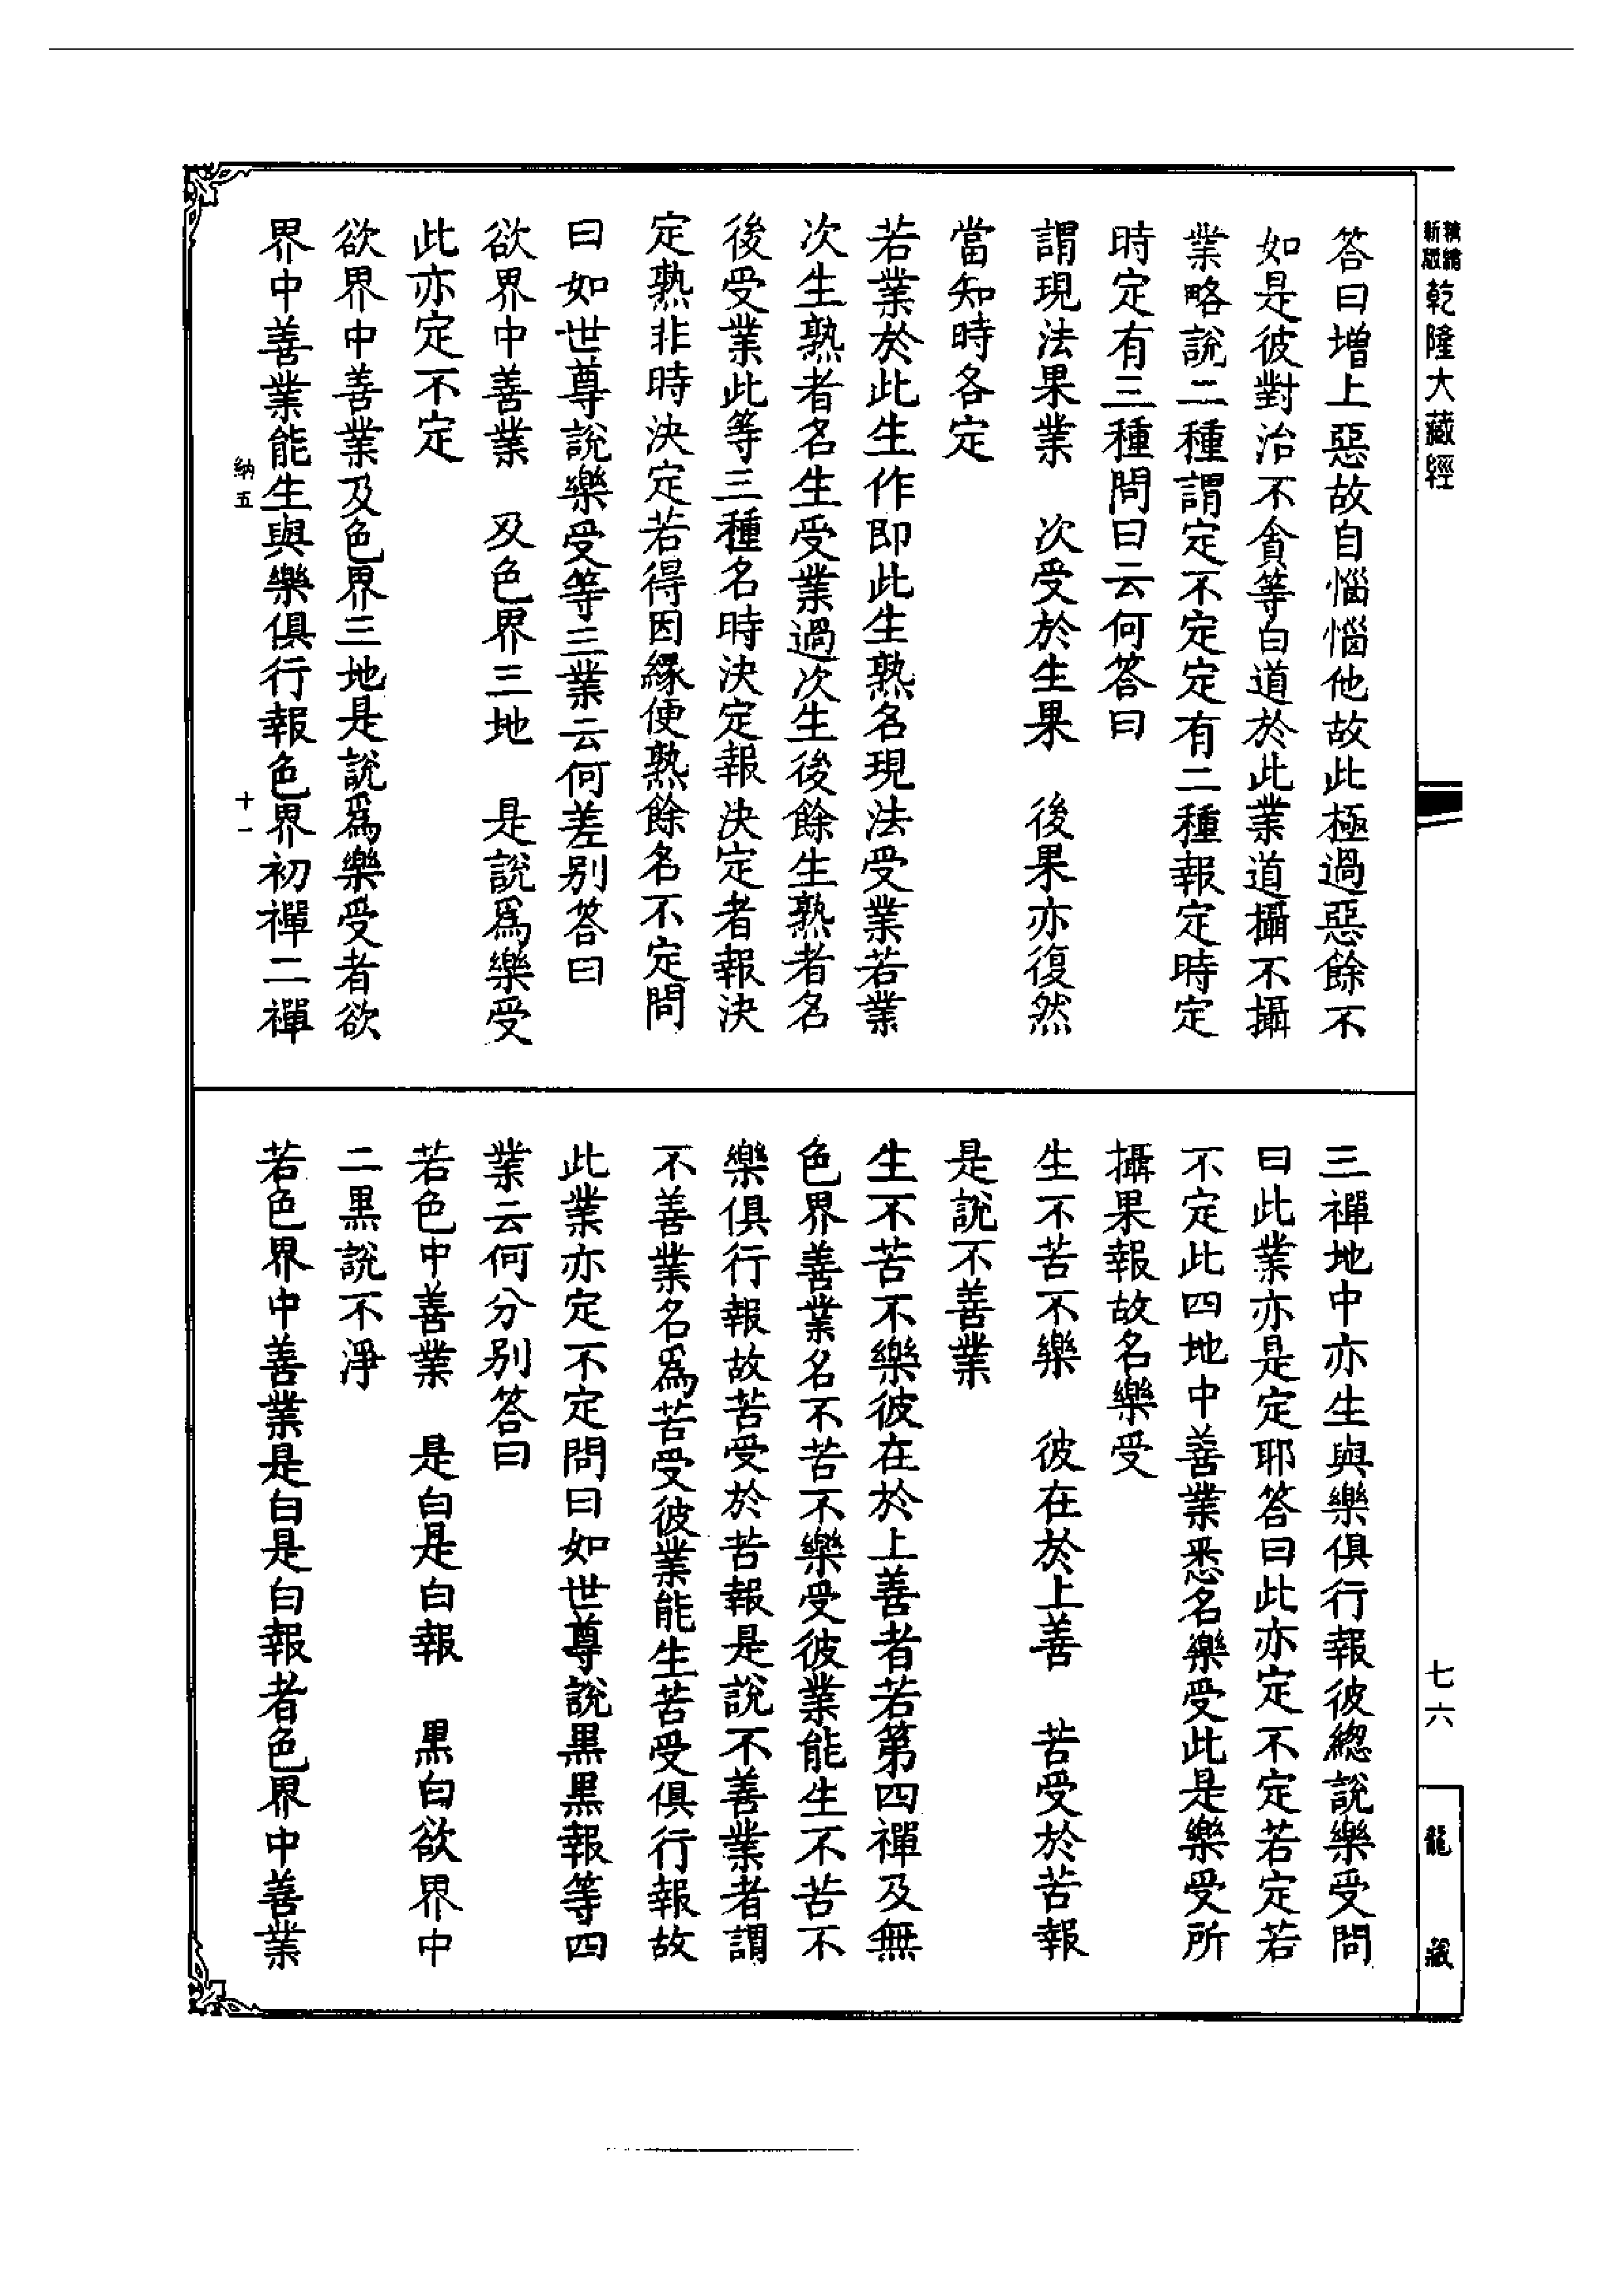 精縮新版乾隆大藏經
七六
龍藏
答曰增上惡故自惱惱他故此極過惡餘不
如是彼對治不貪等白道於此業道攝不攝
業略說二種謂定不定定有二種報定時定
時定有三種問曰云何答曰
謂現法果業　次受於生果　後果亦復然
當知時各定
若業於此生作即此生熟名現法受業若業
次生熟者名生受業過次生後餘生熟者名
後受業此等三種名時決定報決定者報決
定熟非時決定若得因緣便熟餘名不定問
曰如世尊說樂受等三業云何差別答曰
欲界中善業　及色界三地　是說爲樂受
此亦定不定
欲界中善業及色界三地是說爲樂受者欲
界中善業能生與樂俱行報色界初禪二禪
納五
十一
三禪地中亦生與樂俱行報彼總說樂受問
曰此業亦是定耶答曰此亦定不定若定若
不定此四地中善業悉名樂受此是樂受所
攝果報故名樂受
生不苦不樂　彼在於上善　苦受於苦報
是說不善業
生不苦不樂彼在於上善者若第四禪及無
色界善業名不苦不樂受彼業能生不苦不
樂俱行報故苦受於苦報是說不善業者謂
不善業名爲苦受彼業能生苦受俱行報故
此業亦定不定問曰如世尊說黑黑報等四
業云何分別答曰
若色中善業　是白是白報　黑白欲界中
二黑說不淨
若色界中善業是白是白報者色界中善業